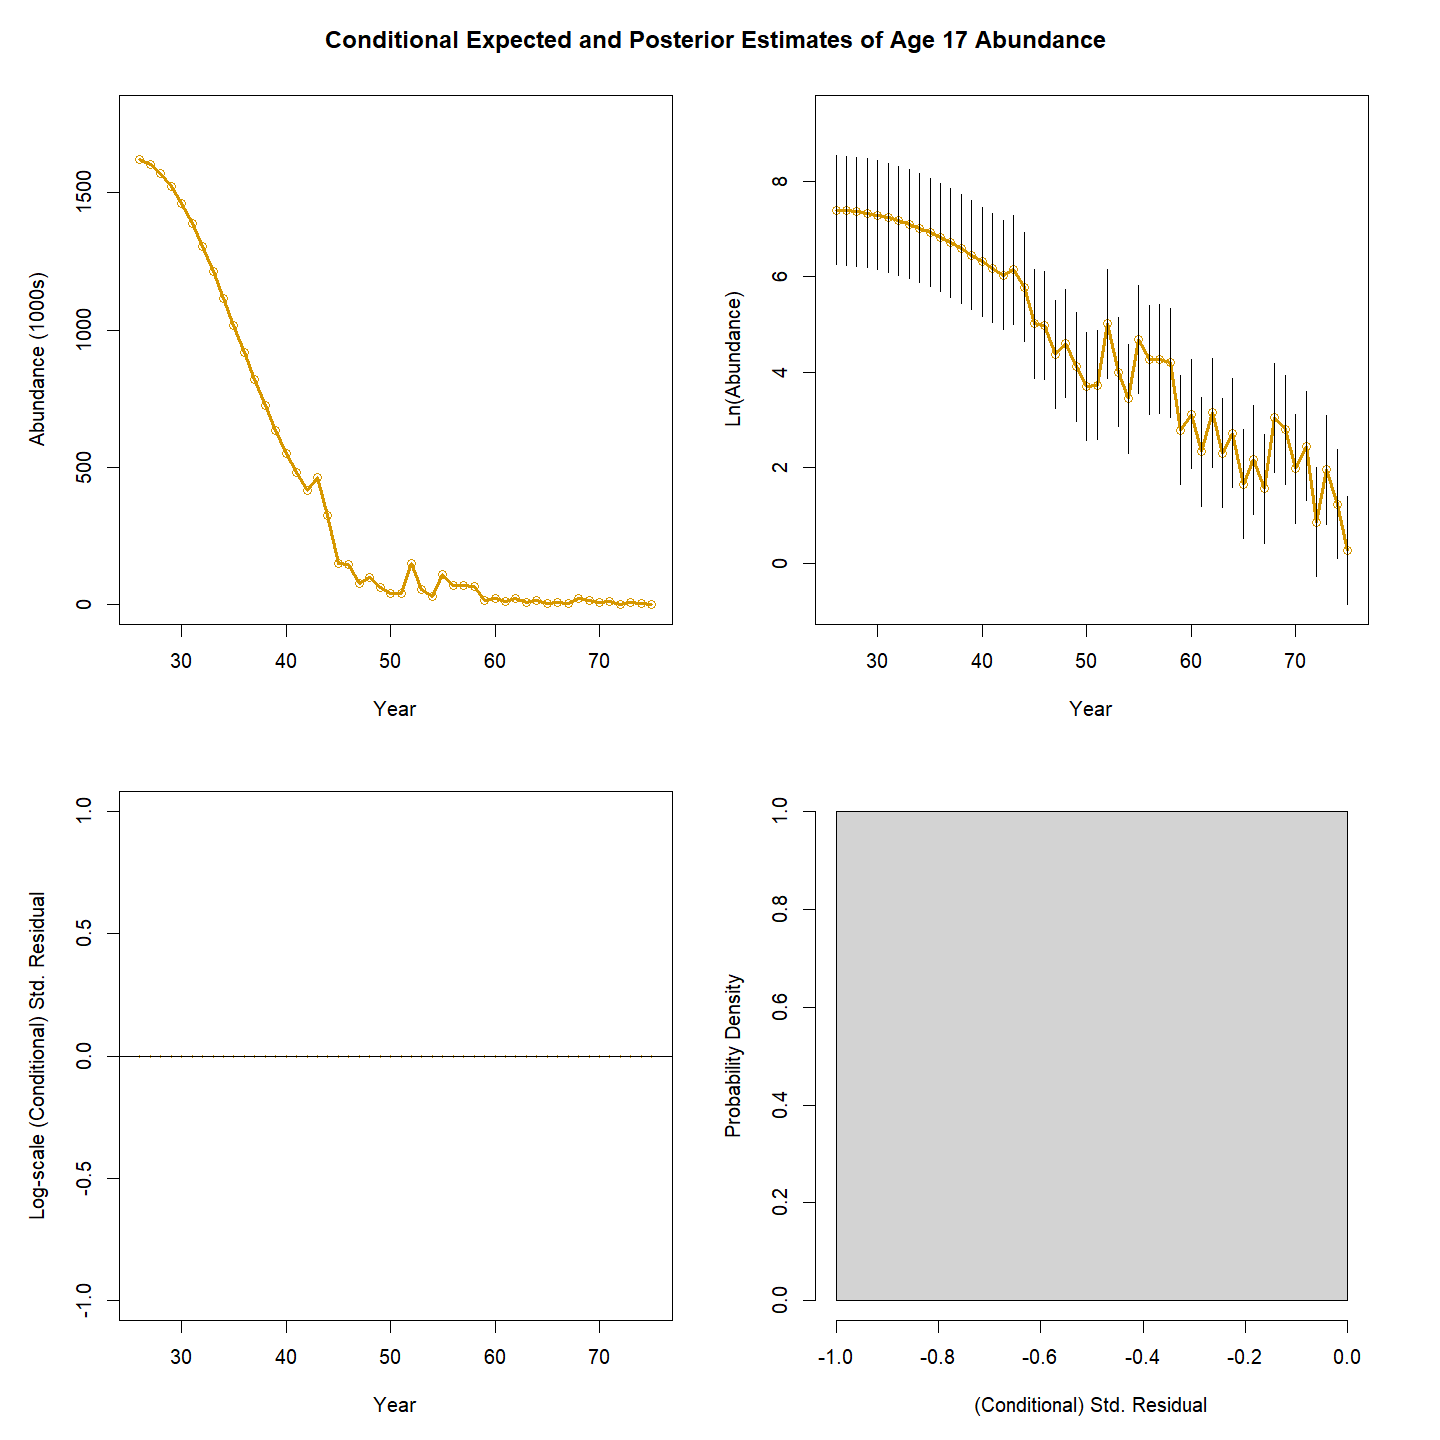 Conditional Expected and Posterior Estimates of Age 17 Abundance
Abundance (1000s)
1500
1000
500
0
30 40 50 60 70
Year
Ln(Abundance)
8
6
4
2
0
30 40 50 60 70
Year
Log-scale (Conditional) Std. Residual
1.0
0.5
0.0
-0.5
-1.0
30 40 50 60 70
Year
Probability Density
1.0
0.8
0.6
0.4
0.2
0.0
-1.0 -0.8 -0.6 -0.4 -0.2 0.0
(Conditional) Std. Residual